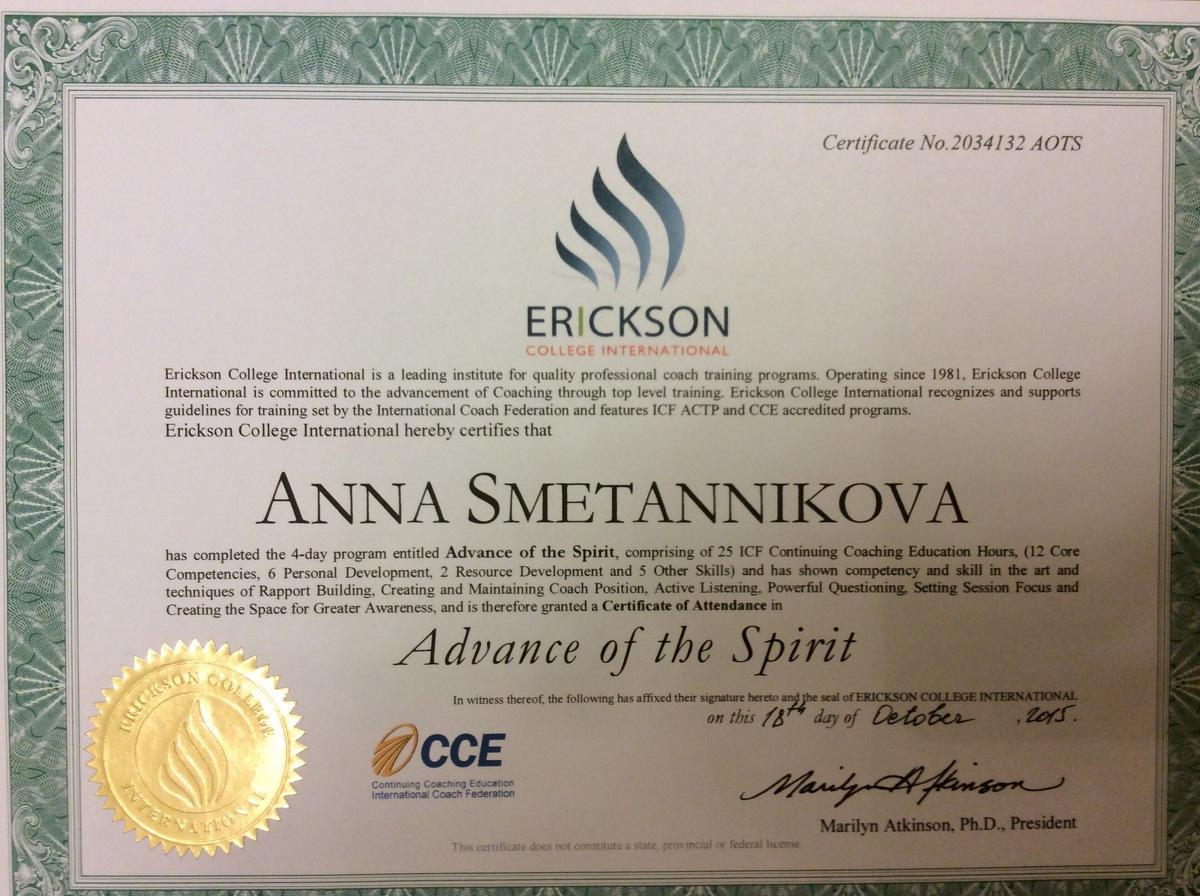 Certificate No.2034132 AOTS
ERICKSON
COLLEGE INTERNATIONAL
Erickson College International is a leading institute for quality professional coach training programs. Operating since 1981, Erickson College
International is committed to the advancement of Coaching through top level training. Erickson College International recognizes and supports
guidelines for training set by the International Coach Federation and features ICF ACTP and CCE accredited programs.
Erickson College International hereby certifies that
ANNA SMETANNIKOVA
has completed the 4-day program entitled Advance of the Spirit, comprising of 25 ICF Continuing Coaching Education Hours, (12 Core
Competencies, 6 Personal Development, 2 Resource Development and 5 Other Skills) and has shown competency and skill in the art and
techniques of Rapport Building, Creating and Maintaining Coach Position, Active Listening, Powerful Questioning, Setting Session Focus and
Creating the Space for Greater Awareness, and is therefore granted a Certificate of Attendance in
Advance of the Spirit
In witness thereof, the following has affixed their signature hereto and the seal of ERICKSON COLLEGE INTERNATIONAL
on this 18th day of October , 2015.
ERICKSON COLLEGE
INTERNATIONAL
CCE
Continuing Coaching Education
International Coach Federation
Marilyn Atkinson
Marilyn Atkinson, Ph.D., President
This certificate does not constitute a state, provincial or federal license